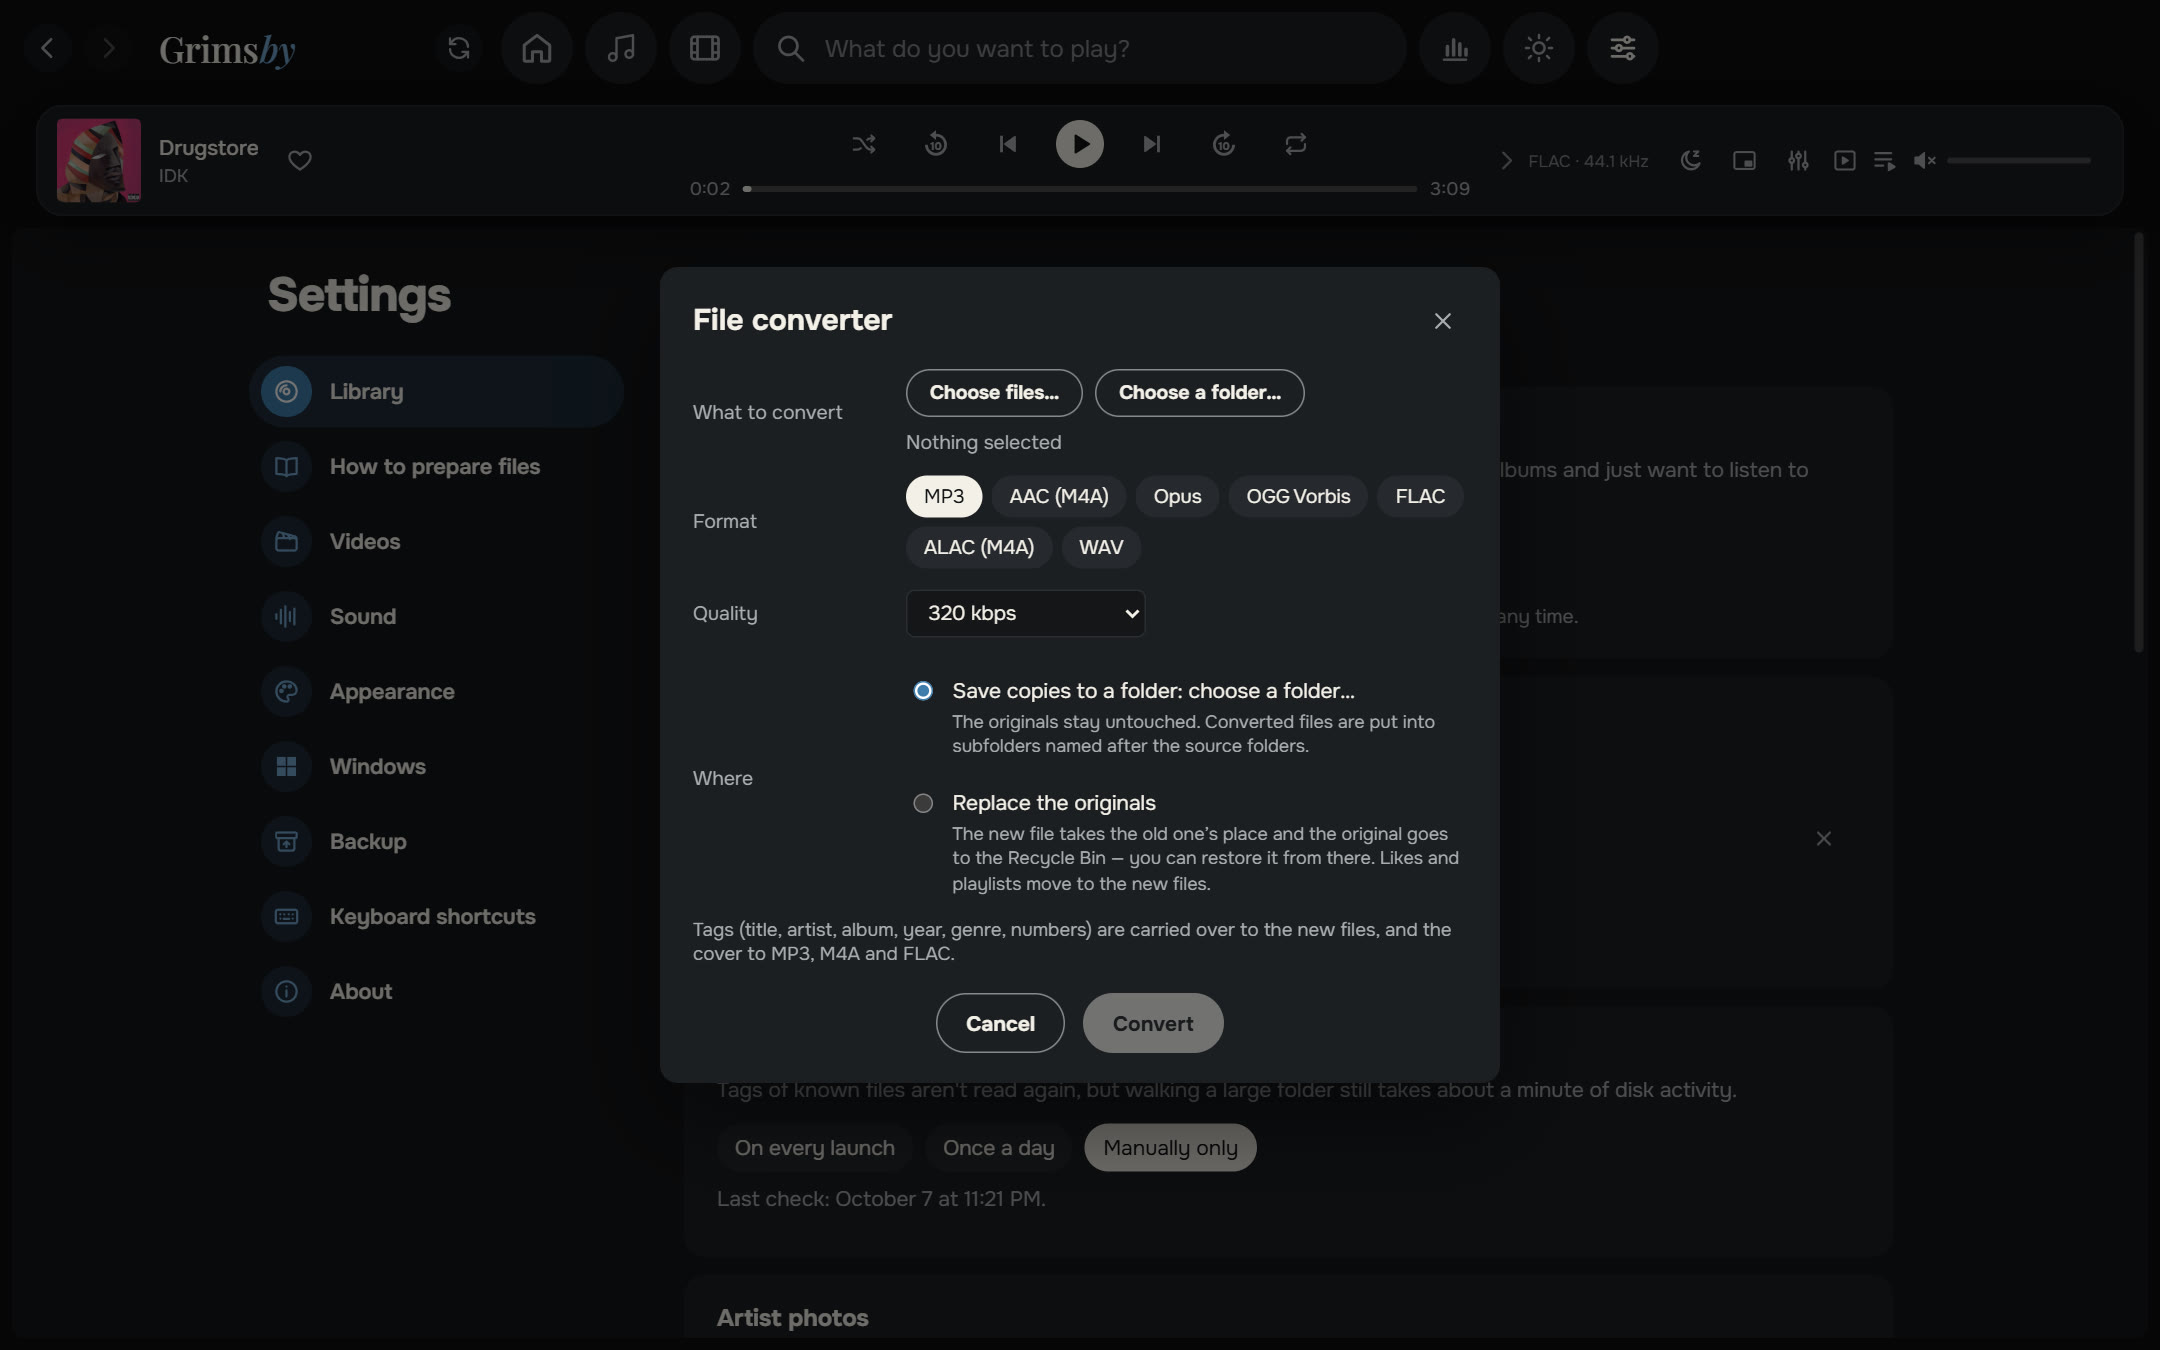 Grimsby
What do you want to play?
Drugstore
IDK
10
10
0:02
3:09
FLAC · 44.1 kHz
Settings
Library
How to prepare files
Videos
Sound
Appearance
Windows
Backup
Keyboard shortcuts
About
File converter
What to convert
Choose files...
Choose a folder...
Nothing selected
Format
MP3
AAC (M4A)
Opus
OGG Vorbis
FLAC
ALAC (M4A)
WAV
Quality
320 kbps
Where
Save copies to a folder: choose a folder...
The originals stay untouched. Converted files are put into
subfolders named after the source folders.
Replace the originals
The new file takes the old one’s place and the original goes
to the Recycle Bin — you can restore it from there. Likes and
playlists move to the new files.
Tags (title, artist, album, year, genre, numbers) are carried over to the new files, and the
cover to MP3, M4A and FLAC.
Cancel
Convert
lbums and just want to listen to
any time.
Tags of known files aren't read again, but walking a large folder still takes about a minute of disk activity.
On every launch
Once a day
Manually only
Last check: October 7 at 11:21 PM.
Artist photos